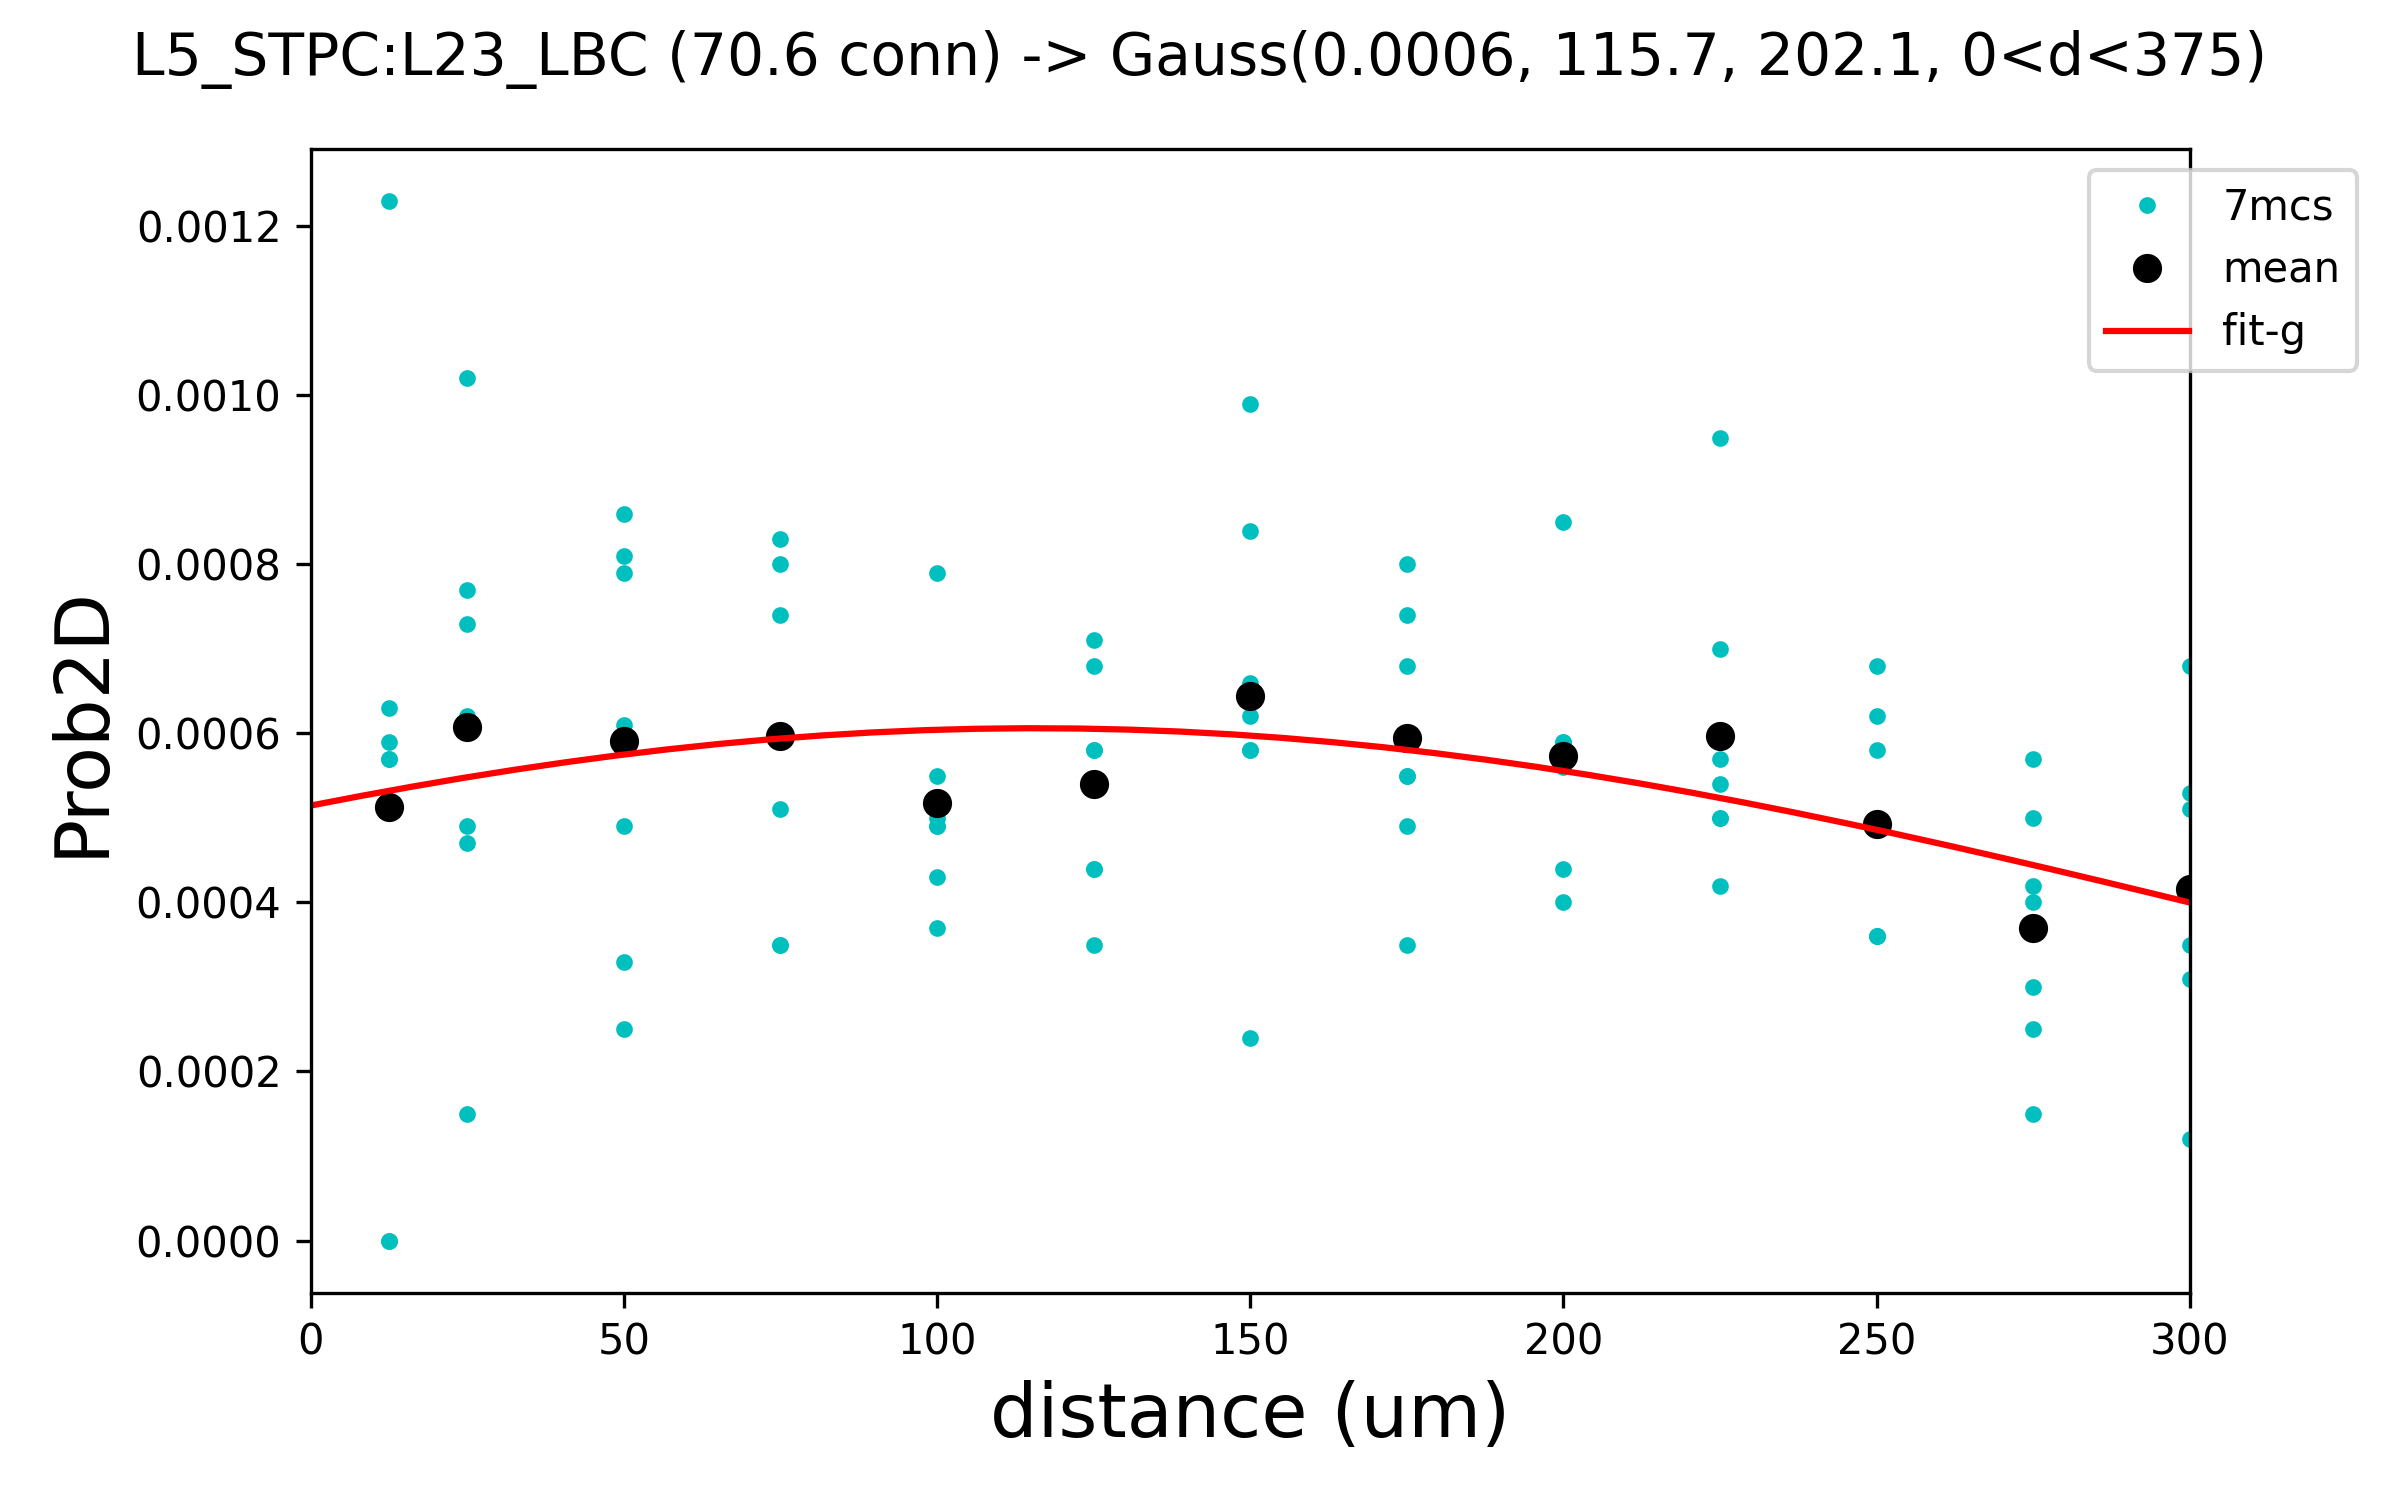 L5_STPC:L23_LBC (70.6 conn) -> Gauss(0.0006, 115.7, 202.1, 0<d<375)
7mcs
mean
fit-g
0.0012
0.0010
0.0008
0.0006
0.0004
0.0002
0.0000
Prob2D
0 50 100 150 200 250 300
distance (um)